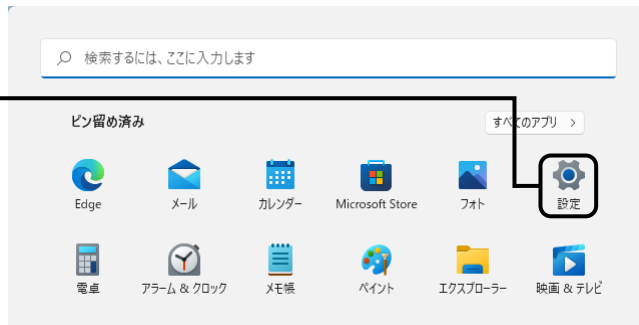 検索するには、ここに入力します
ピン留め済み すべてのアプリ >
Edge メール カレンダー Microsoft Store フォト 設定
電卓 アラーム & クロック メモ帳 ペイント エクスプローラー 映画 & テレビ